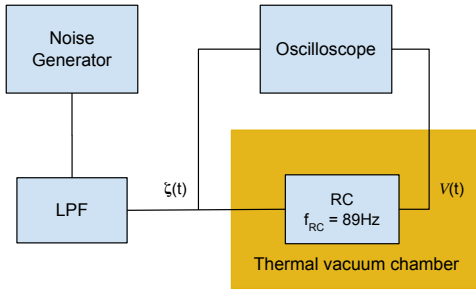 Noise
Generator
Oscilloscope
LPF
ζ(t)
RC
f_RC = 89Hz
V(t)
Thermal vacuum chamber